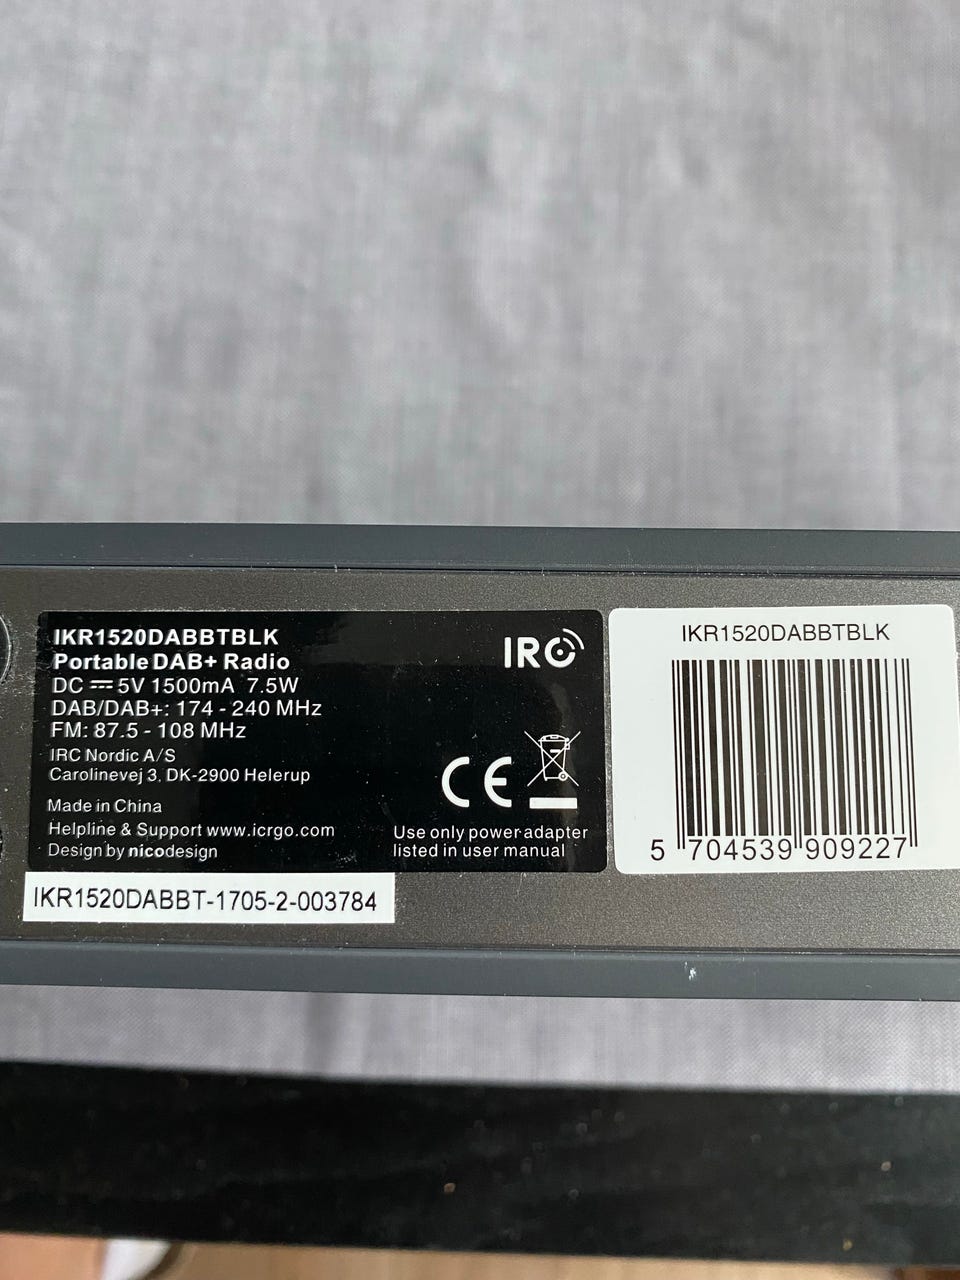 IKR1520DABBTBLK
Portable DAB+ Radio
DC ⎓ 5V 1500mA 7.5W
DAB/DAB+: 174 - 240 MHz
FM: 87.5 - 108 MHz
IRC Nordic A/S
Carolinevej 3, DK-2900 Helerup
Made in China
Helpline & Support www.icrgo.com
Design by nicodesign
IRC
CE
Use only power adapter
listed in user manual
IKR1520DABBT-1705-2-003784
IKR1520DABBTBLK
5 704539 909227